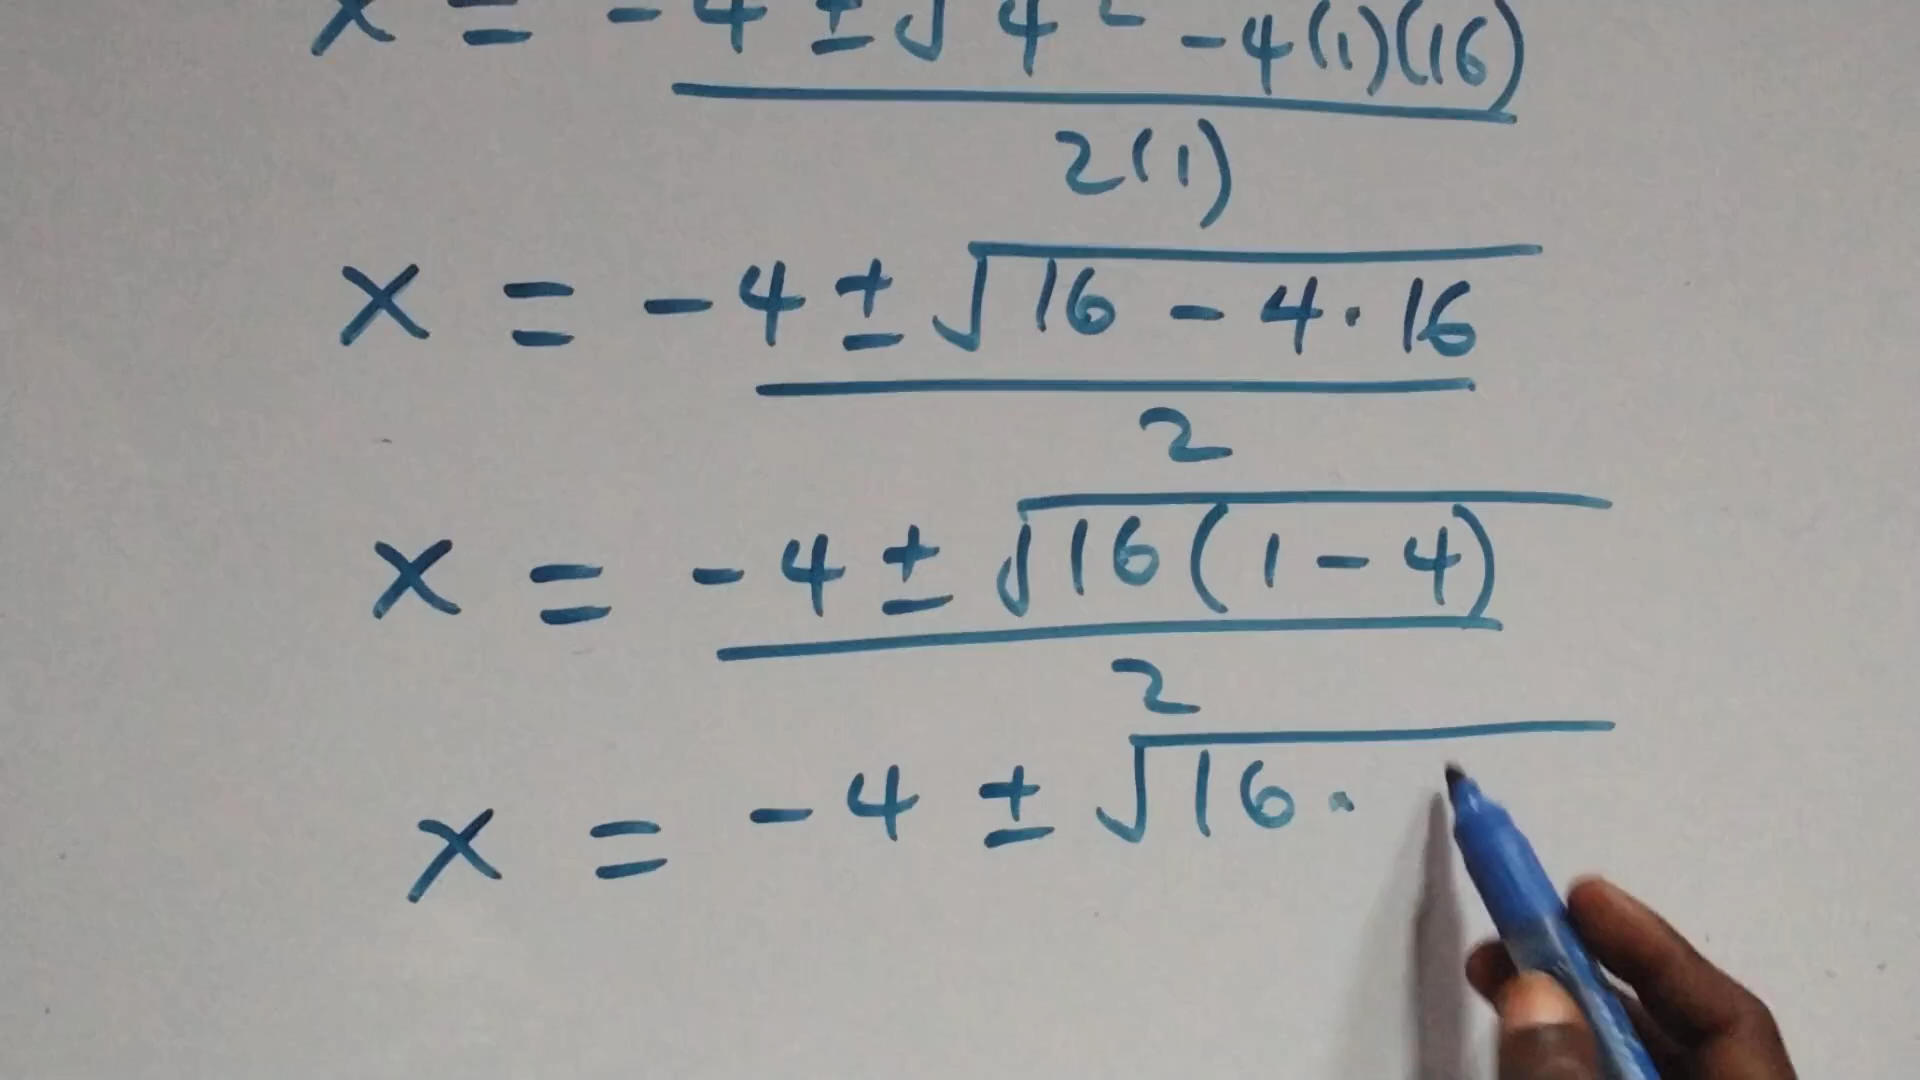 x = -4 ± √4² - 4(1)(16)
2(1)
x = -4 ± √16 - 4·16
2
x = -4 ± √16(1 - 4)
2
x = -4 ± √16·